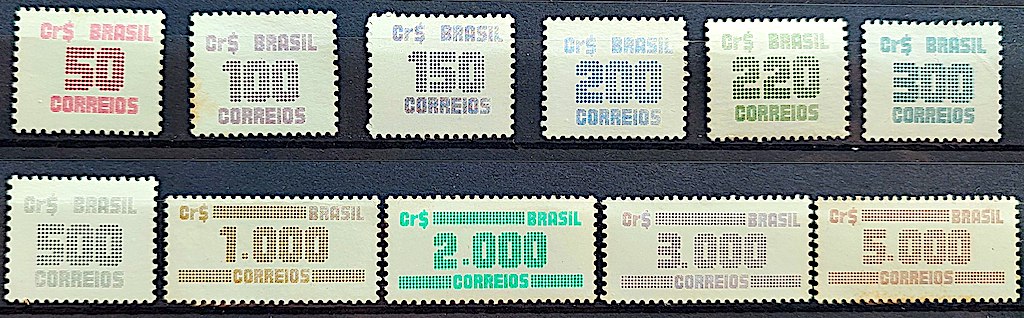 Cr$ BRASIL
50
CORREIOS
Cr$ BRASIL
100
CORREIOS
Cr$ BRASIL
150
CORREIOS
Cr$ BRASIL
200
CORREIOS
Cr$ BRASIL
220
CORREIOS
Cr$ BRASIL
300
CORREIOS
Cr$ BRASIL
500
CORREIOS
Cr$ BRASIL
1.000
CORREIOS
Cr$ BRASIL
2.000
CORREIOS
Cr$ BRASIL
3.000
CORREIOS
Cr$ BRASIL
5.000
CORREIOS